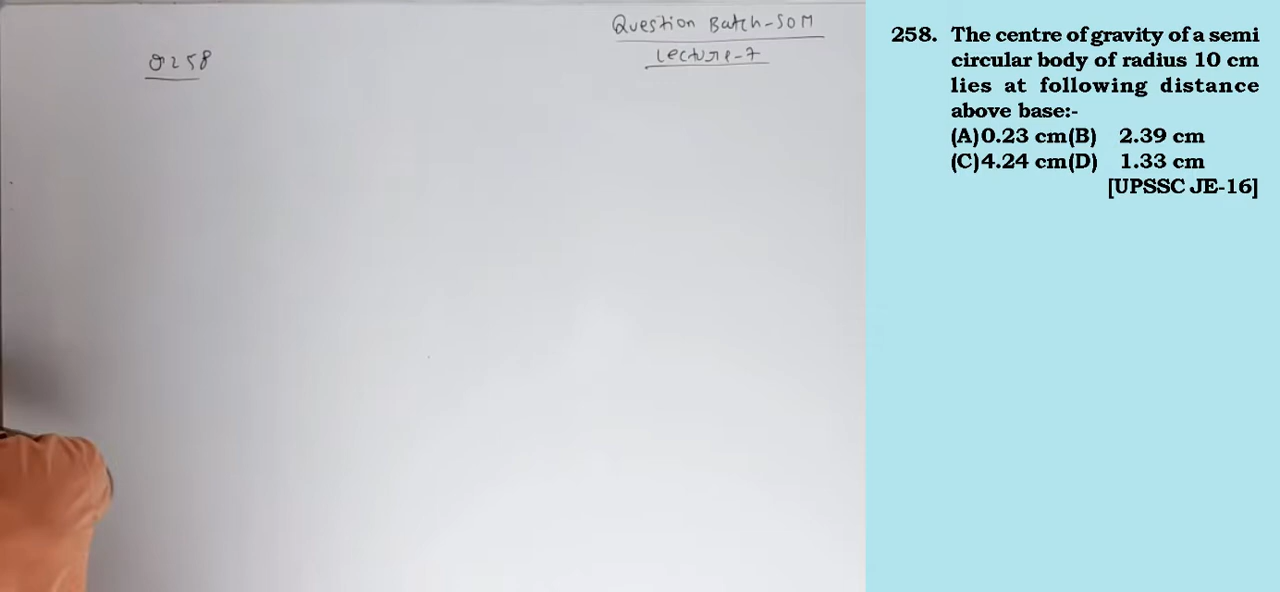 Question Batch-SOM
Lecture-7
Q258
258. The centre of gravity of a semi
circular body of radius 10 cm
lies at following distance
above base:-
(A)0.23 cm(B) 2.39 cm
(C)4.24 cm(D) 1.33 cm
[UPSSC JE-16]